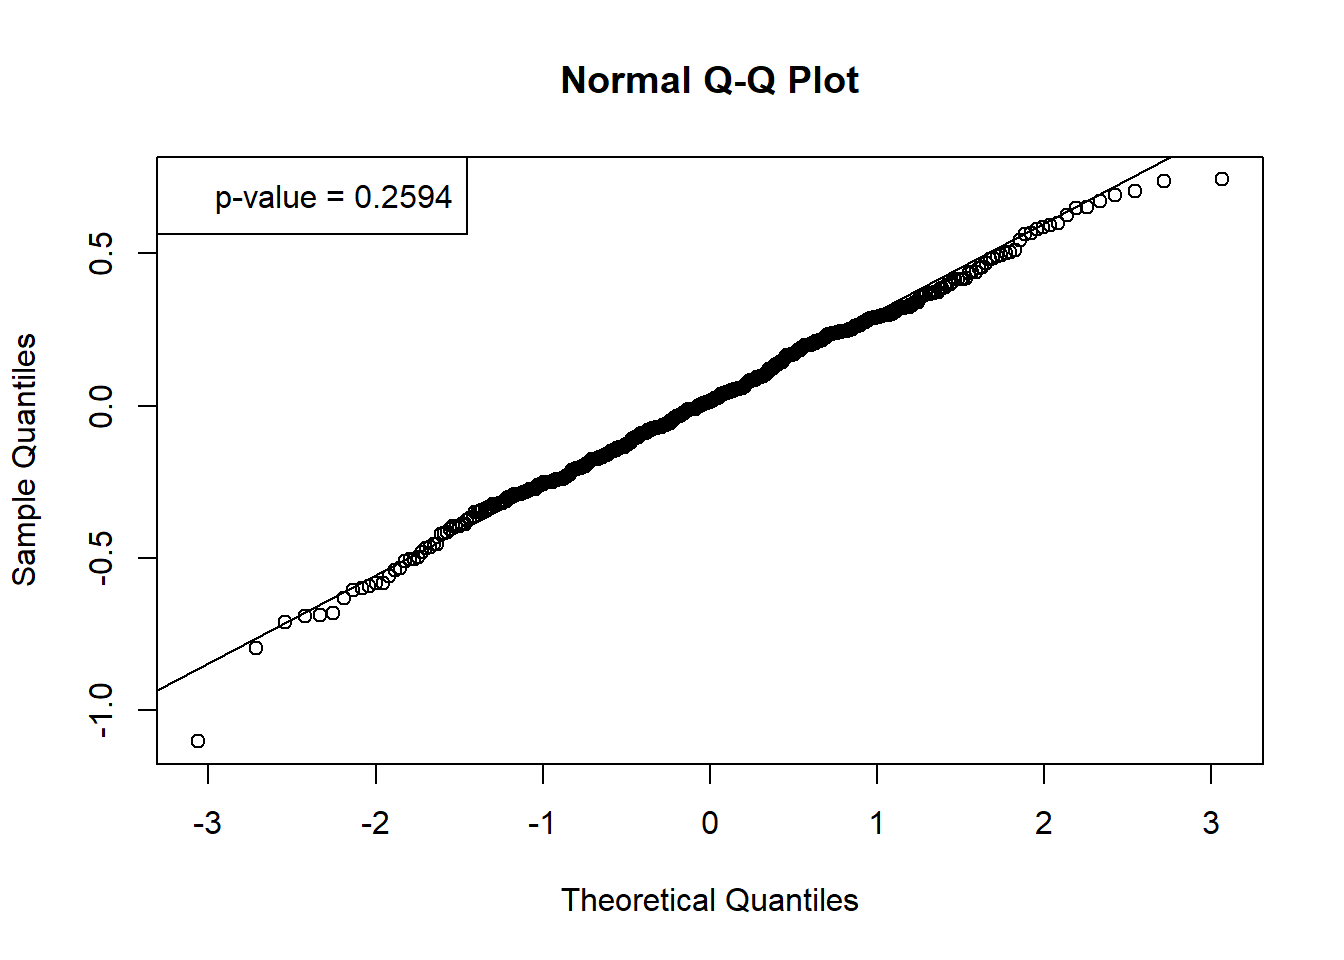 Normal Q-Q Plot
p-value = 0.2594
Sample Quantiles
0.5
0.0
-0.5
-1.0
-3 -2 -1 0 1 2 3
Theoretical Quantiles